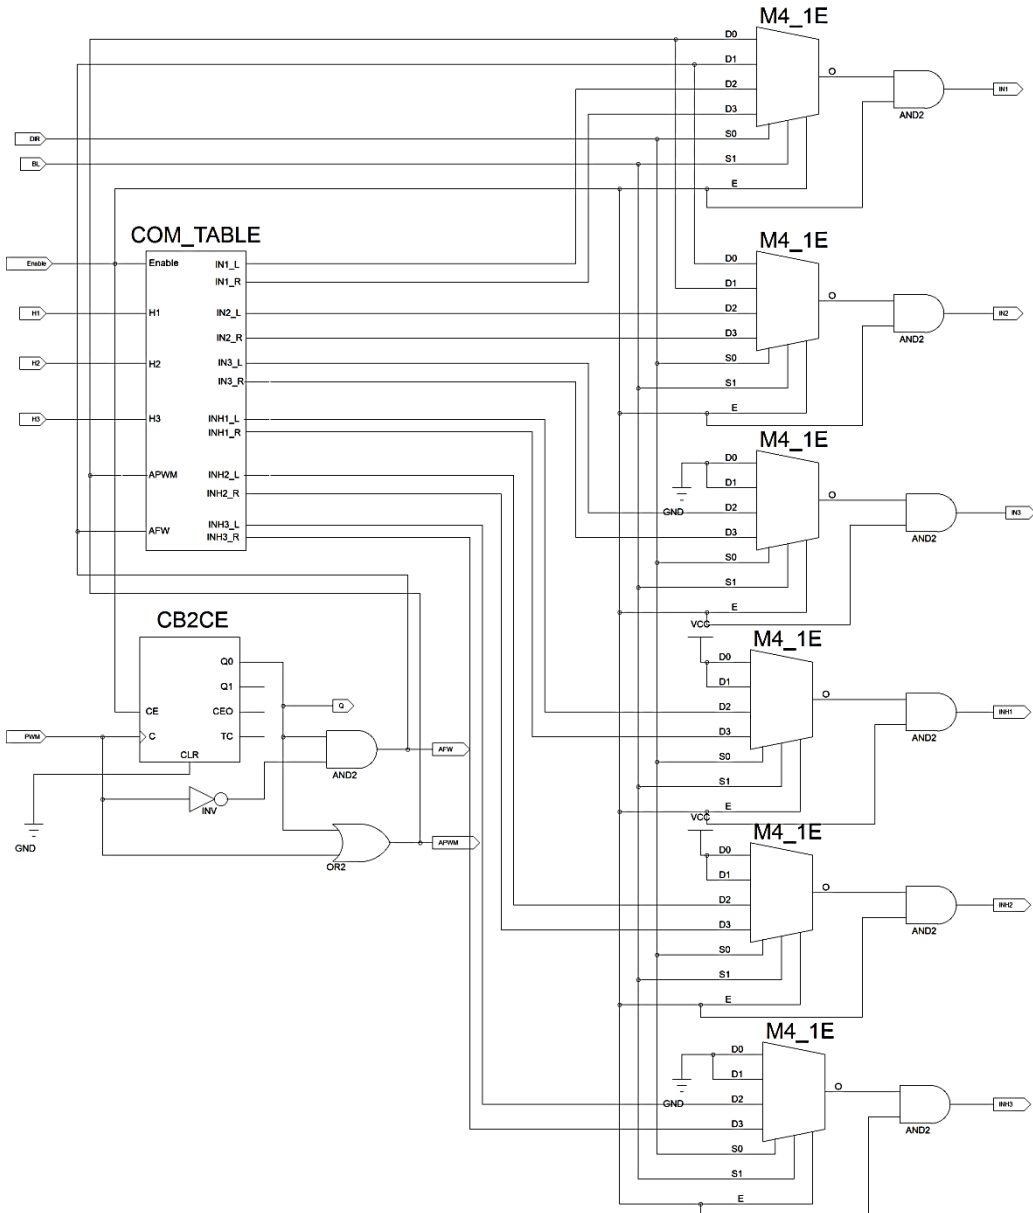 M4_1E
D0
D1
D2
D3
O
AND2
IN1
DIR
S0
BL
S1
E
COM_TABLE
Enable
Enable
H1
H1
H2
H2
H3
H3
APWM
AFW
IN1_L
IN1_R
IN2_L
IN2_R
IN3_L
IN3_R
INH1_L
INH1_R
INH2_L
INH2_R
INH3_L
INH3_R
M4_1E
D0
D1
D2
D3
O
AND2
IN2
S0
S1
E
M4_1E
D0
D1
D2
D3
O
GND
AND2
IN3
S0
S1
E
CB2CE
Q0
Q1
CEO
TC
CE
C
CLR
PWM
GND
Q
AND2
AFW
INV
OR2
APWM
VCC
M4_1E
D0
D1
D2
D3
O
AND2
INH1
S0
S1
E
VCC
M4_1E
D0
D1
D2
D3
O
AND2
INH2
S0
S1
E
M4_1E
D0
D1
D2
D3
O
GND
AND2
INH3
S0
S1
E